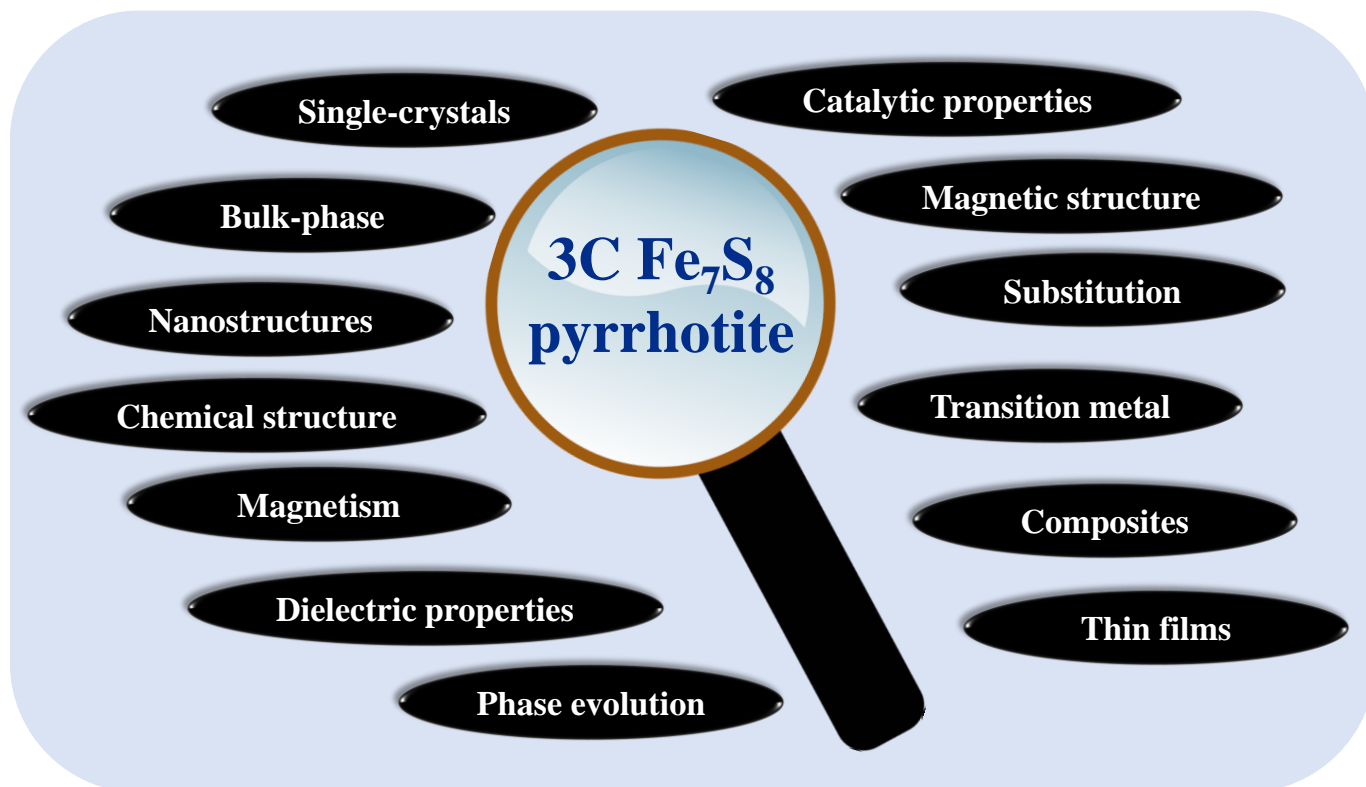 Single-crystals
Catalytic properties
Bulk-phase
Magnetic structure
3C Fe₇S₈
pyrrhotite
Substitution
Nanostructures
Chemical structure
Transition metal
Magnetism
Composites
Dielectric properties
Thin films
Phase evolution